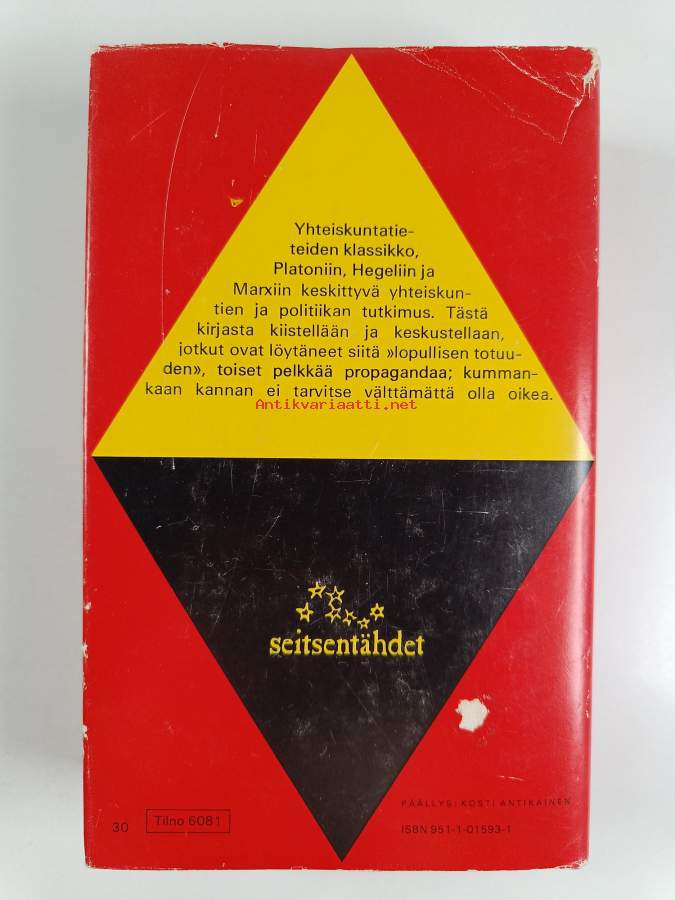 Yhteiskuntatie-
teiden klassikko,
Platoniin, Hegeliin ja
Marxiin keskittyvä yhteiskun-
tien ja politiikan tutkimus. Tästä
kirjasta kiistellään ja keskustellaan,
jotkut ovat löytäneet siitä »lopullisen totuu-
den», toiset pelkkää propagandaa; kumman-
kaan kannan ei tarvitse välttämättä olla oikea.
Antikvariaatti.net
seitsentähdet
PÄÄLLYS: KOSTI ANTIKAINEN
30 Tilno 6081 ISBN 951-1-01593-1